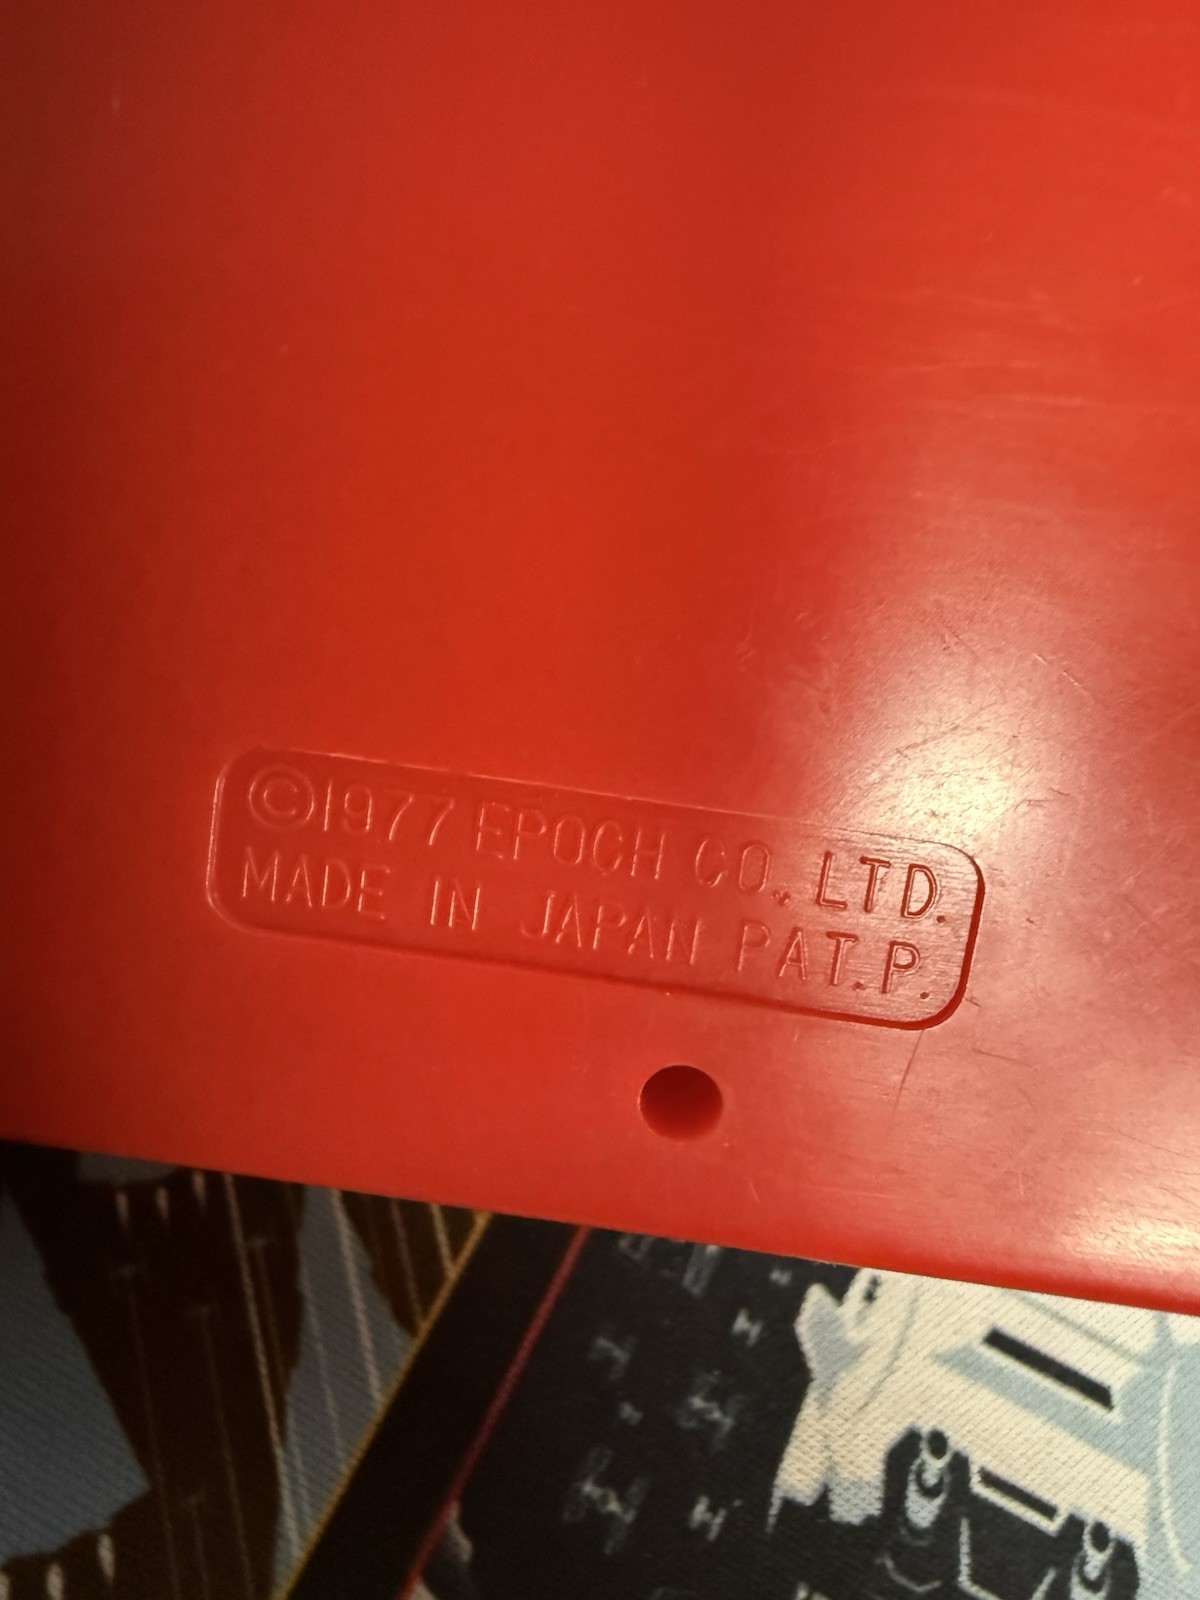 ©1977 EPOCH CO., LTD.
MADE IN JAPAN PAT.P.